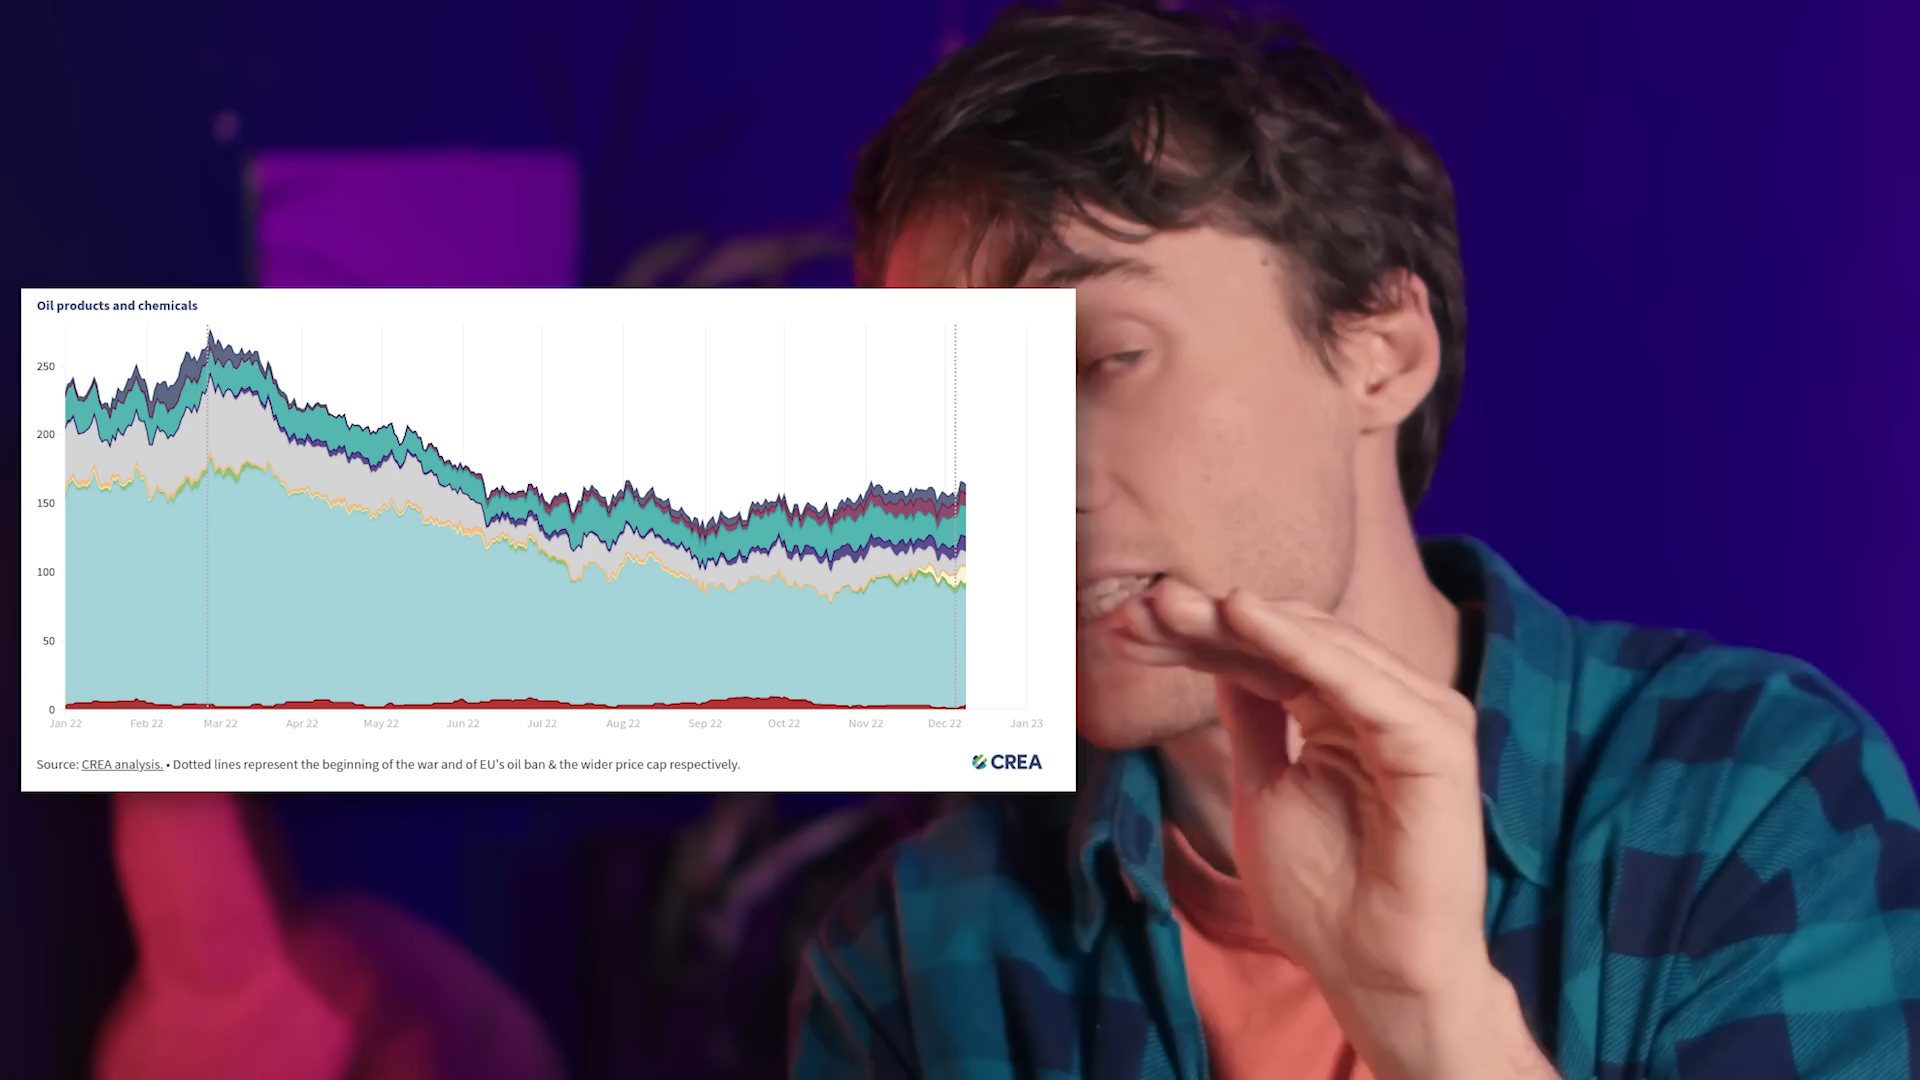 Oil products and chemicals
250
200
150
100
50
0
Jan 22 Feb 22 Mar 22 Apr 22 May 22 Jun 22 Jul 22 Aug 22 Sep 22 Oct 22 Nov 22 Dec 22 Jan 23
Source: CREA analysis. • Dotted lines represent the beginning of the war and of EU's oil ban & the wider price cap respectively.
CREA